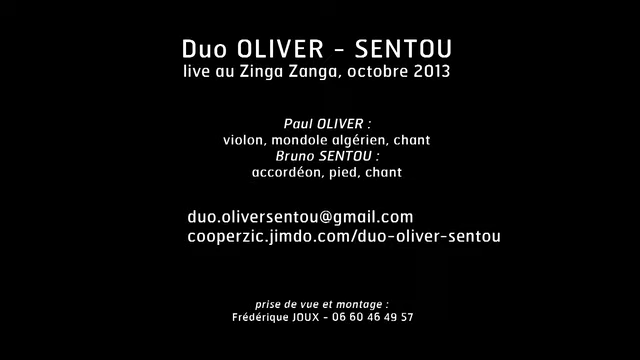 Duo OLIVER - SENTOU
live au Zinga Zanga, octobre 2013
Paul OLIVER :
violon, mondole algérien, chant
Bruno SENTOU :
accordéon, pied, chant
duo.oliversentou@gmail.com
cooperzic.jimdo.com/duo-oliver-sentou
prise de vue et montage :
Frédérique JOUX - 06 60 46 49 57